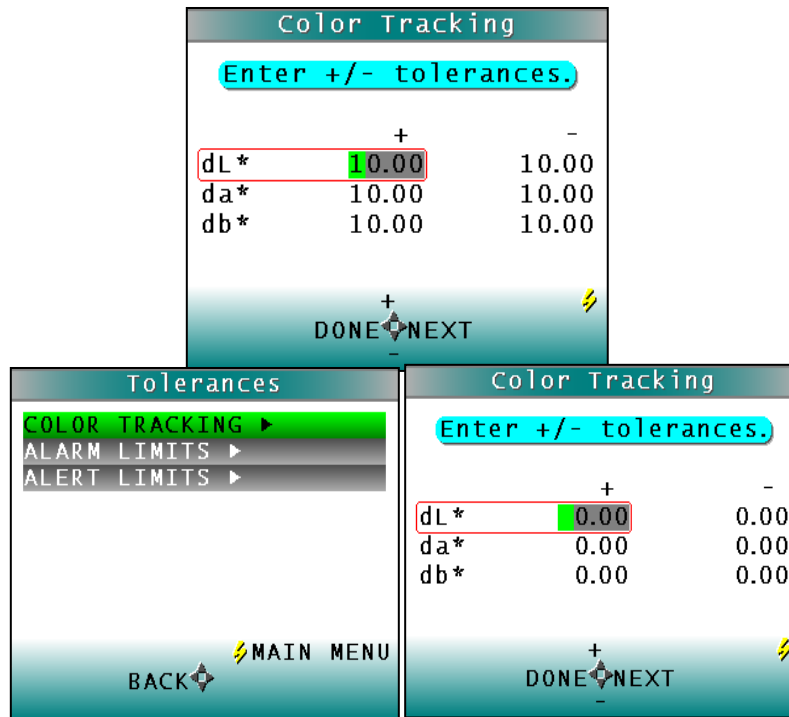 Color Tracking
Enter +/- tolerances.
+ -
dL* 10.00 10.00
da* 10.00 10.00
db* 10.00 10.00
+
DONE NEXT
-
Tolerances
COLOR TRACKING ▶
ALARM LIMITS ▶
ALERT LIMITS ▶
MAIN MENU
BACK
Color Tracking
Enter +/- tolerances.
+ -
dL* 0.00 0.00
da* 0.00 0.00
db* 0.00 0.00
+
DONE NEXT
-